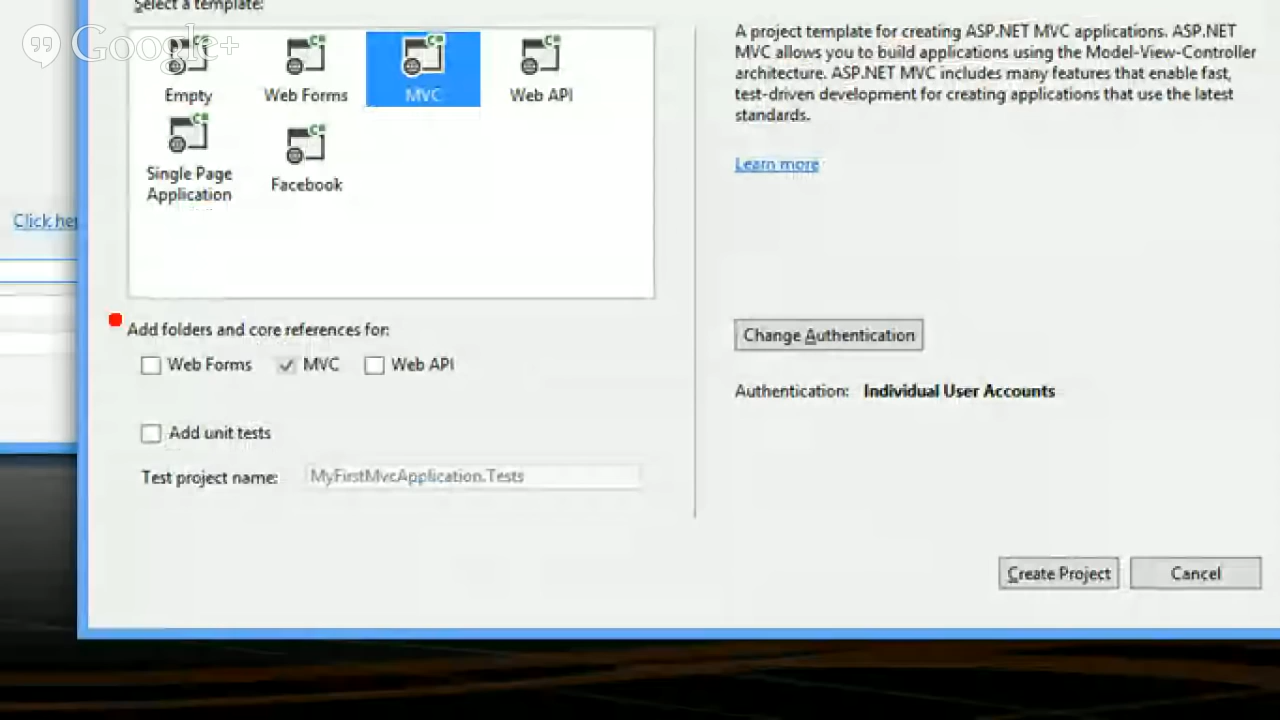 Select a template:
Google+
C#
C#
C#
C#
Empty
Web Forms
MVC
Web API
C#
C#
Single Page
Application
Facebook
A project template for creating ASP.NET MVC applications. ASP.NET
MVC allows you to build applications using the Model-View-Controller
architecture. ASP.NET MVC includes many features that enable fast,
test-driven development for creating applications that use the latest
standards.
Learn more
Click her
Add folders and core references for:
Web Forms
MVC
Web API
Change Authentication
Authentication: Individual User Accounts
Add unit tests
Test project name:
MyFirstMvcApplication.Tests
Create Project
Cancel